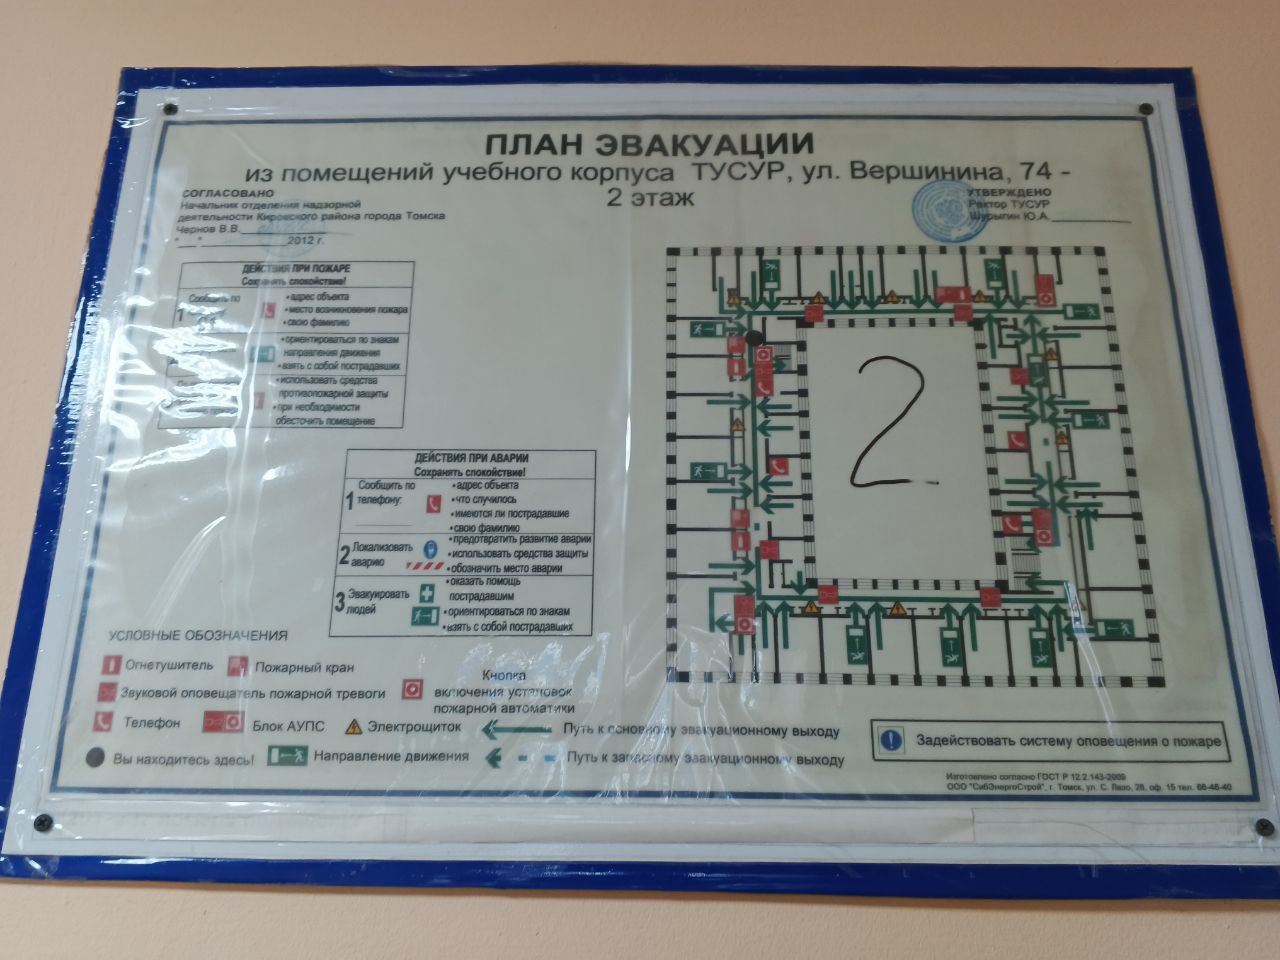 ПЛАН ЭВАКУАЦИИ
из помещений учебного корпуса ТУСУР, ул. Вершинина, 74 -
2 этаж
СОГЛАСОВАНО
Начальник отделения надзорной
деятельности Кировского района города Томска
Чернов В.В.
"__"__________2012 г.
УТВЕРЖДЕНО
Ректор ТУСУР
Шурыгин Ю.А.
ДЕЙСТВИЯ ПРИ ПОЖАРЕ
Сохранять спокойствие!
1 Сообщить по
• адрес объекта
• место возникновения пожара
• свою фамилию
• ориентироваться по знакам
направления движения
• взять с собой пострадавших
• использовать средства
противопожарной защиты
• при необходимости
обесточить помещение
2
ДЕЙСТВИЯ ПРИ АВАРИИ
Сохранять спокойствие!
1 Сообщить по
телефону:
• адрес объекта
• что случилось
• имеются ли пострадавшие
• свою фамилию
2 Локализовать
аварию
• предотвратить развитие аварии
• использовать средства защиты
• обозначить место аварии
3 Эвакуировать
людей
• оказать помощь
пострадавшим
• ориентироваться по знакам
• взять с собой пострадавших
УСЛОВНЫЕ ОБОЗНАЧЕНИЯ
Огнетушитель
Пожарный кран
Звуковой оповещатель пожарной тревоги
Кнопка
включения установок
пожарной автоматики
Телефон
Блок АУПС
Электрощиток
Путь к основному эвакуационному выходу
Вы находитесь здесь!
Направление движения
Путь к запасному эвакуационному выходу
Задействовать систему оповещения о пожаре
Изготовлено согласно ГОСТ Р 12.2.143-2009
ООО "СибЭнергоСтрой", г. Томск, ул. С. Лазо, 28, оф. 15 тел. 66-46-40